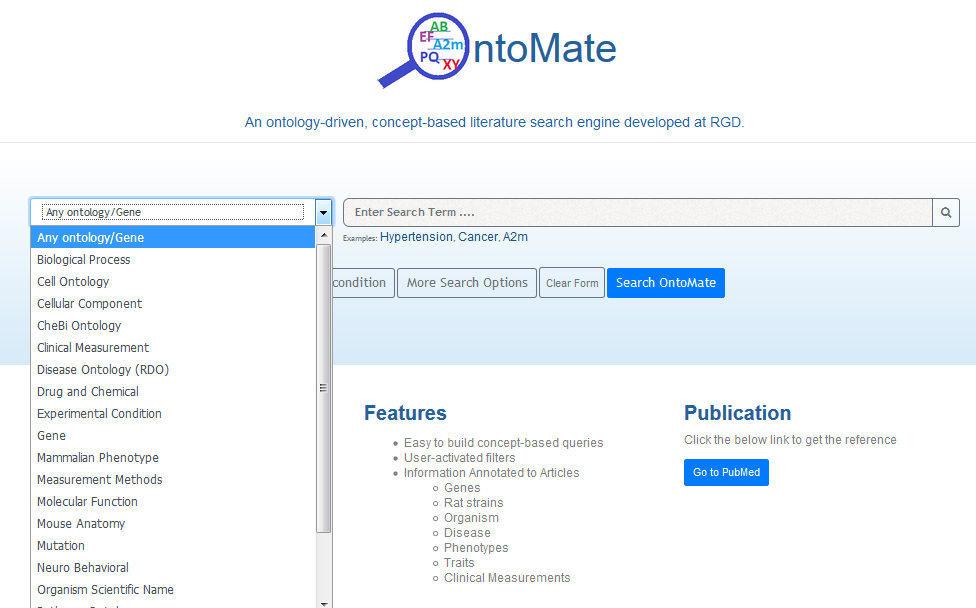 AB
EF
A2m
PQ
XY
ntoMate
An ontology-driven, concept-based literature search engine developed at RGD.
Any ontology/Gene
Enter Search Term ....
Examples: Hypertension, Cancer, A2m
Any ontology/Gene
Biological Process
Cell Ontology
Cellular Component
CheBi Ontology
Clinical Measurement
Disease Ontology (RDO)
Drug and Chemical
Experimental Condition
Gene
Mammalian Phenotype
Measurement Methods
Molecular Function
Mouse Anatomy
Mutation
Neuro Behavioral
Organism Scientific Name
condition
More Search Options
Clear Form
Search OntoMate
Features
Easy to build concept-based queries
User-activated filters
Information Annotated to Articles
Genes
Rat strains
Organism
Disease
Phenotypes
Traits
Clinical Measurements
Publication
Click the below link to get the reference
Go to PubMed